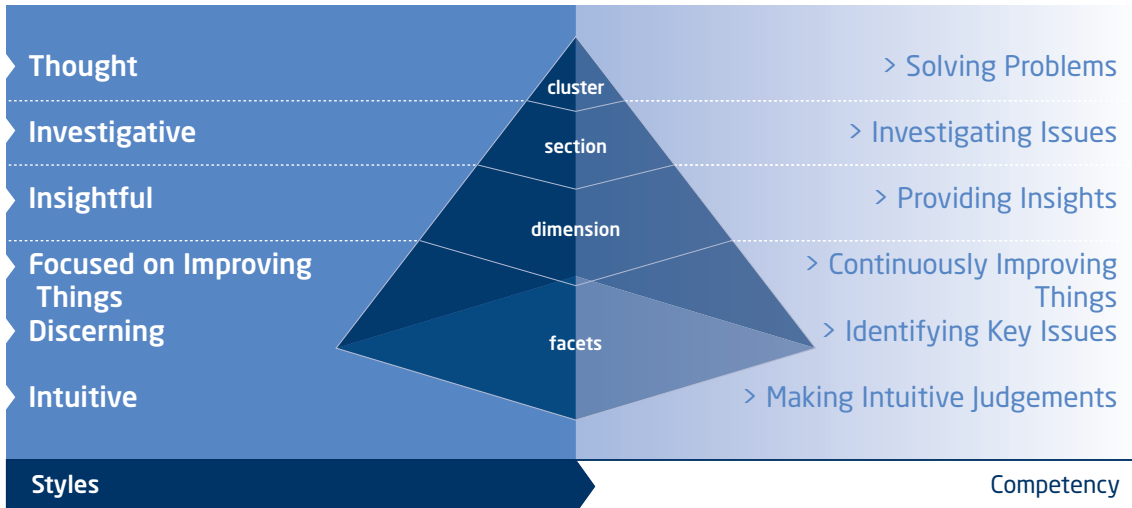 Thought
cluster
> Solving Problems
Investigative
section
> Investigating Issues
Insightful
dimension
> Providing Insights
Focused on Improving
Things
> Continuously Improving
Things
Discerning
facets
> Identifying Key Issues
Intuitive
> Making Intuitive Judgements
Styles
Competency